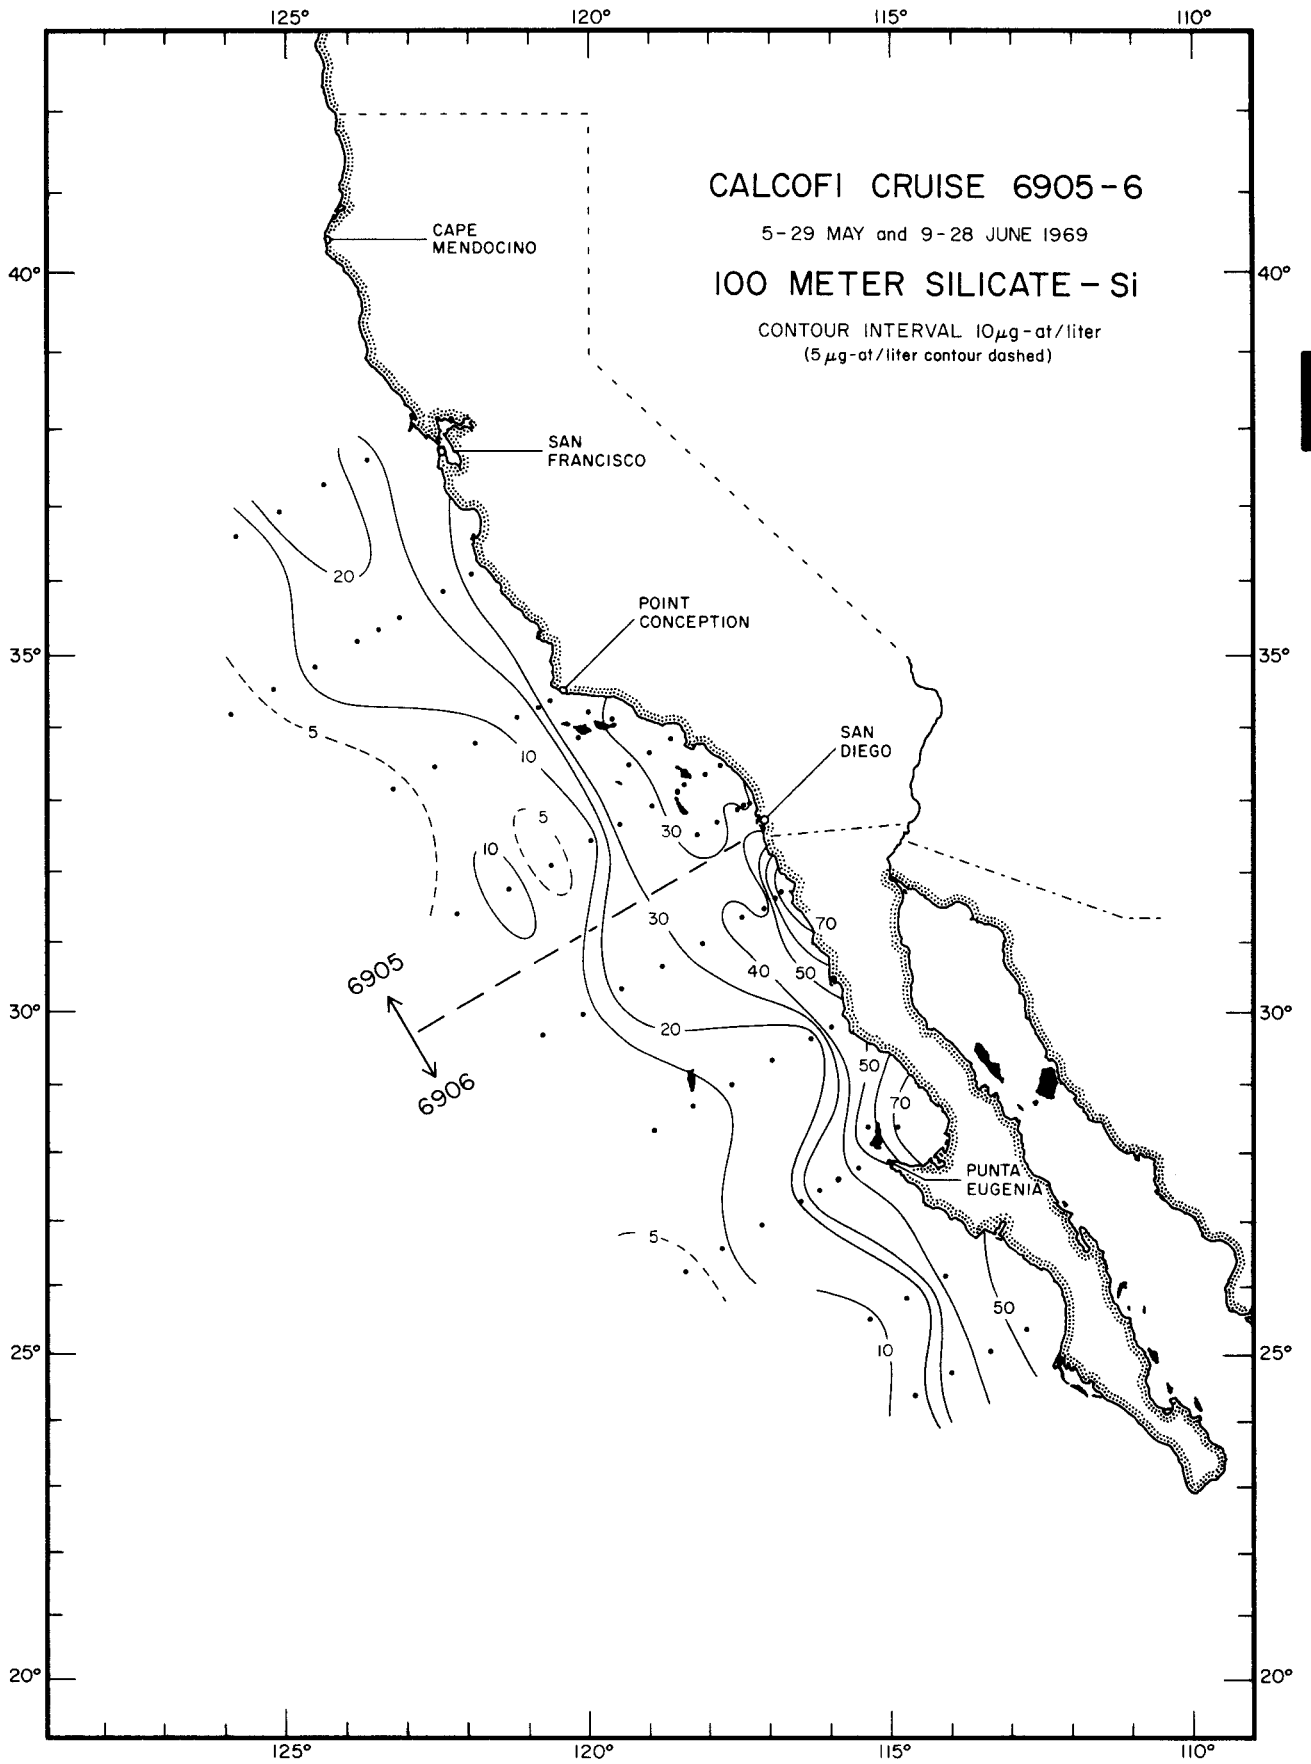 125° 120° 115° 110°
CALCOFI CRUISE 6905-6
5-29 MAY and 9-28 JUNE 1969
100 METER SILICATE-Si
CONTOUR INTERVAL 10µg-at/liter
(5µg-at/liter contour dashed)
CAPE
MENDOCINO
40° 40°
SAN
FRANCISCO
20
POINT
CONCEPTION
35° 35°
5
SAN
DIEGO
10
5
30
10
30
70
40
50
6905
30° 30°
20
50
6906
70
PUNTA
EUGENIA
5
50
10
25° 25°
20° 20°
125° 120° 115° 110°